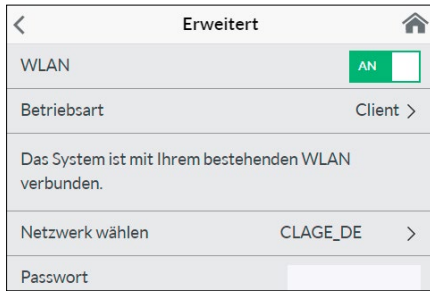 Erweitert
WLAN AN
Betriebsart Client >
Das System ist mit Ihrem bestehenden WLAN
verbunden.
Netzwerk wählen CLAGE_DE >
Passwort